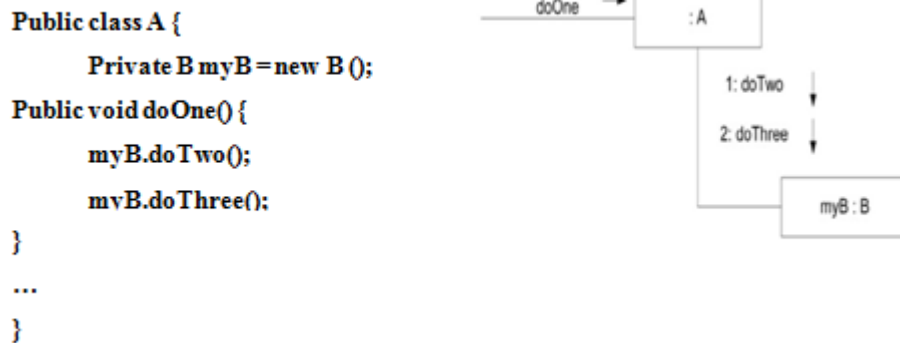 Public class A {
Private B myB = new B ();
Public void doOne() {
myB.doTwo();
myB.doThree();
}
...
}
doOne
: A
1: doTwo
2: doThree
myB : B